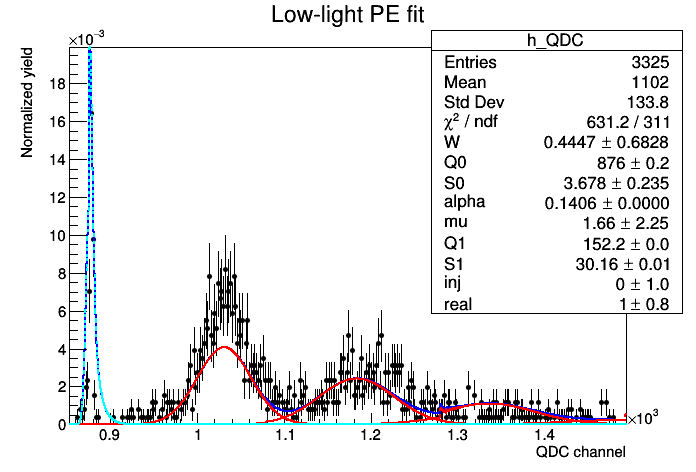 Low-light PE fit
×10⁻³
h_QDC
Entries 3325
Mean 1102
Std Dev 133.8
χ² / ndf 631.2 / 311
W 0.4447 ± 0.6828
Q0 876 ± 0.2
S0 3.678 ± 0.235
alpha 0.1406 ± 0.0000
mu 1.66 ± 2.25
Q1 152.2 ± 0.0
S1 30.16 ± 0.01
inj 0 ± 1.0
real 1 ± 0.8
Normalized yield
18
16
14
12
10
8
6
4
2
0
0.9 1 1.1 1.2 1.3 1.4
×10³
QDC channel